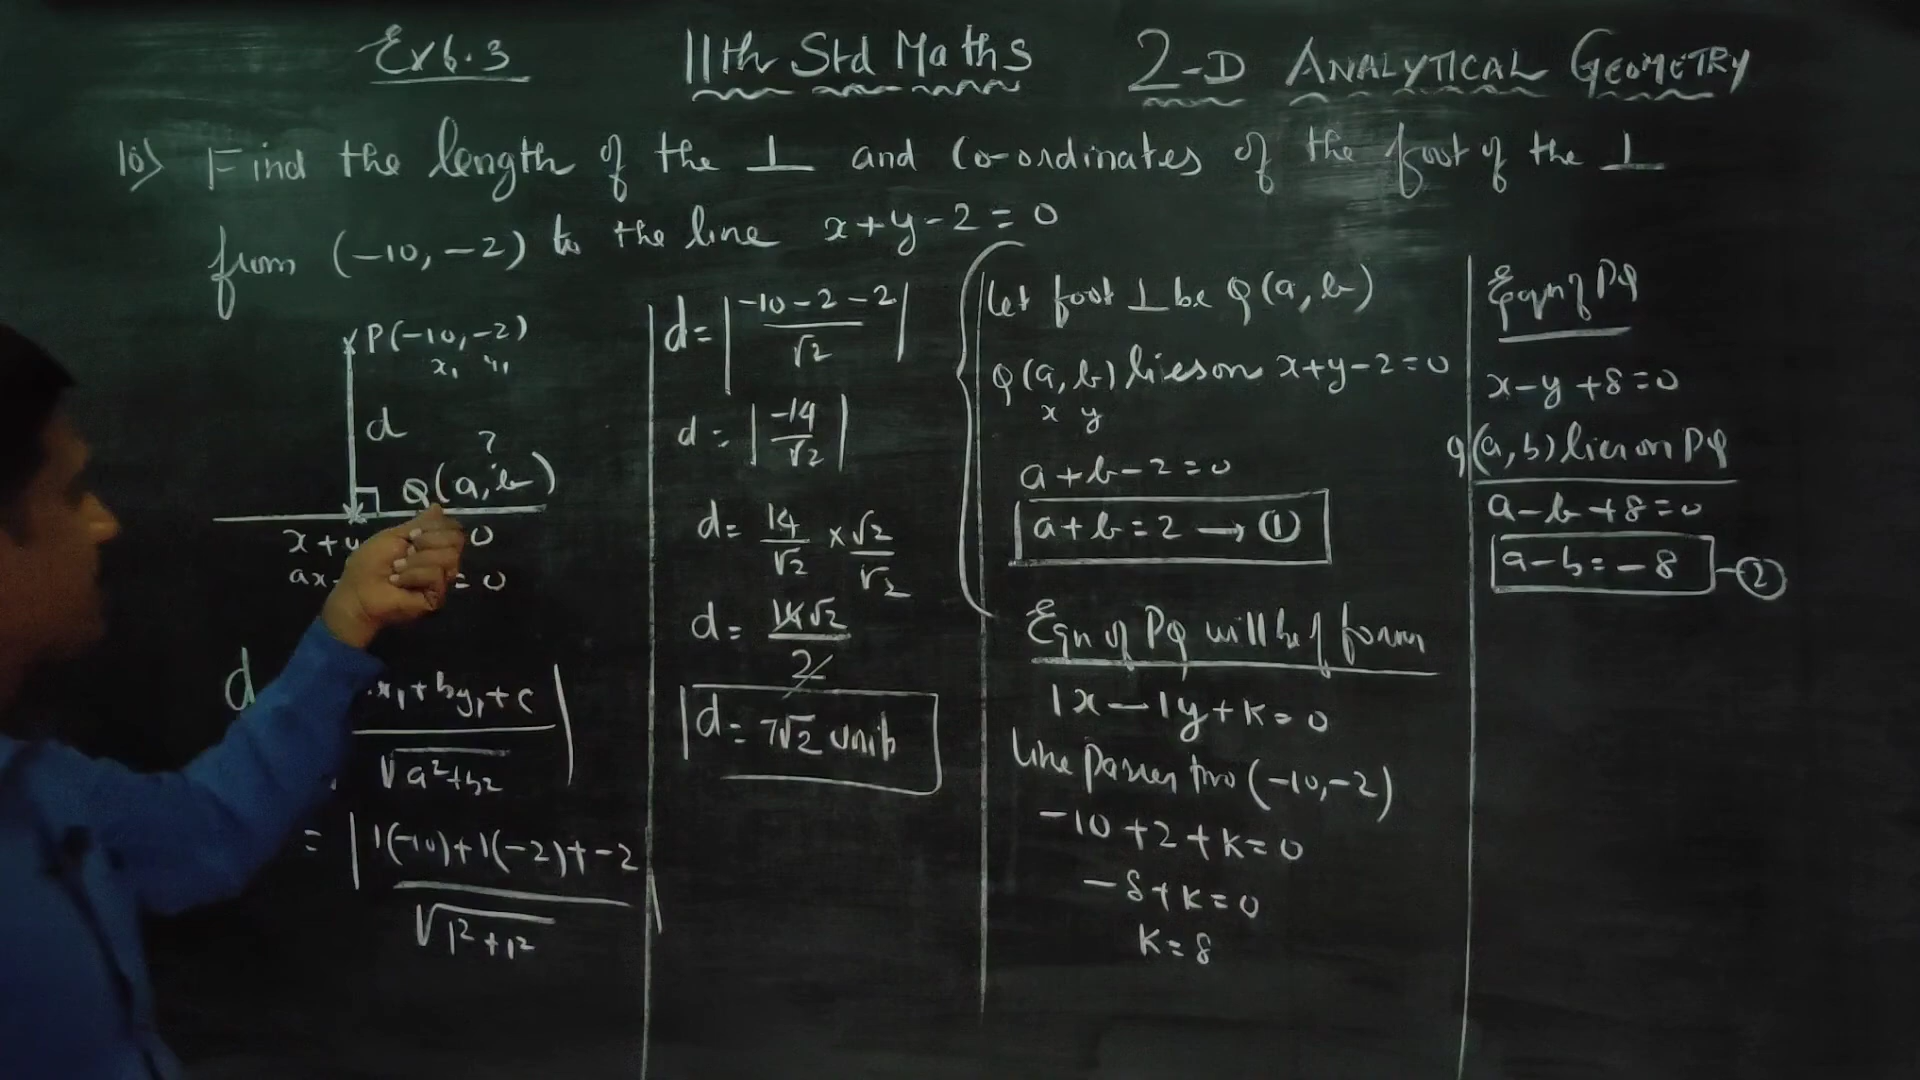 Ex 6.3 11th Std Maths 2-D ANALYTICAL GEOMETRY
10) Find the length of the ⊥ and Co-ordinates of the foot of the ⊥
from (-10, -2) to the line x+y-2=0
P(-10, -2)
x₁ y₁
d
?
Q(a, b)
x+y 0
ax = 0
d x₁+by₁+c
√a²+b²
= |1(-10)+1(-2)+-2
√1²+1²
d= |-10-2-2|
√2
d= |-14|
√2
d= 14 × √2
√2 √2
d= 14√2
2
d= 7√2 units
Let foot ⊥ be Q(a, b)
Q(a, b) lies on x+y-2=0
x y
a+b-2=0
a+b=2 → ①
Eqn of PQ will be of form
1x-1y+k=0
Line passes thro (-10,-2)
-10+2+k=0
-8+k=0
k=8
Eqn of PQ
x-y+8=0
Q(a, b) lies on PQ
a-b+8=0
a-b=-8 -②